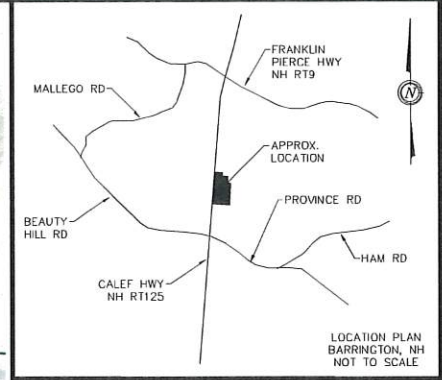 FRANKLIN
PIERCE HWY
NH RT9
MALLEGO RD
N
APPROX.
LOCATION
PROVINCE RD
BEAUTY
HILL RD
HAM RD
CALEF HWY
NH RT125
LOCATION PLAN
BARRINGTON, NH
NOT TO SCALE